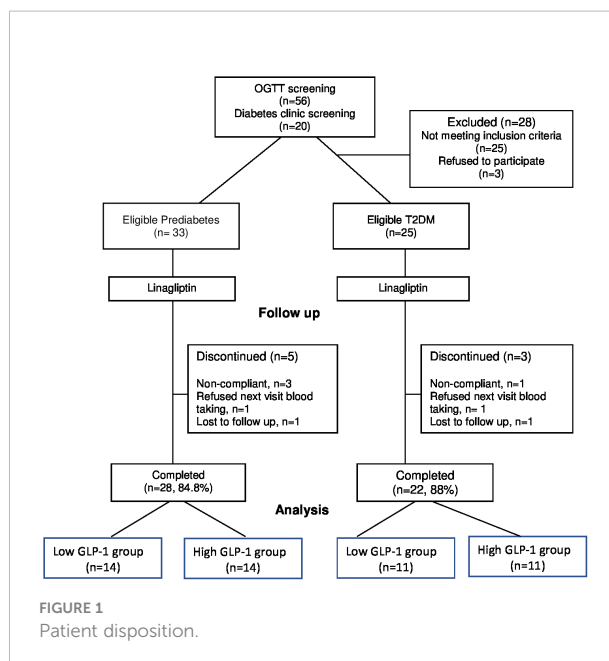 OGTT screening
(n=56)
Diabetes clinic screening
(n=20)
Excluded (n=28)
Not meeting inclusion criteria
(n=25)
Refused to participate
(n=3)
Eligible Prediabetes
(n= 33)
Eligible T2DM
(n=25)
Linagliptin
Linagliptin
Follow up
Discontinued (n=5)
Non-compliant, n=3
Refused next visit blood
taking, n=1
Lost to follow up, n=1
Discontinued (n=3)
Non-compliant, n=1
Refused next visit blood
taking, n= 1
Lost to follow up, n=1
Completed
(n=28, 84.8%)
Completed
(n=22, 88%)
Analysis
Low GLP-1 group
(n=14)
High GLP-1 group
(n=14)
Low GLP-1 group
(n=11)
High GLP-1 group
(n=11)
FIGURE 1
Patient disposition.